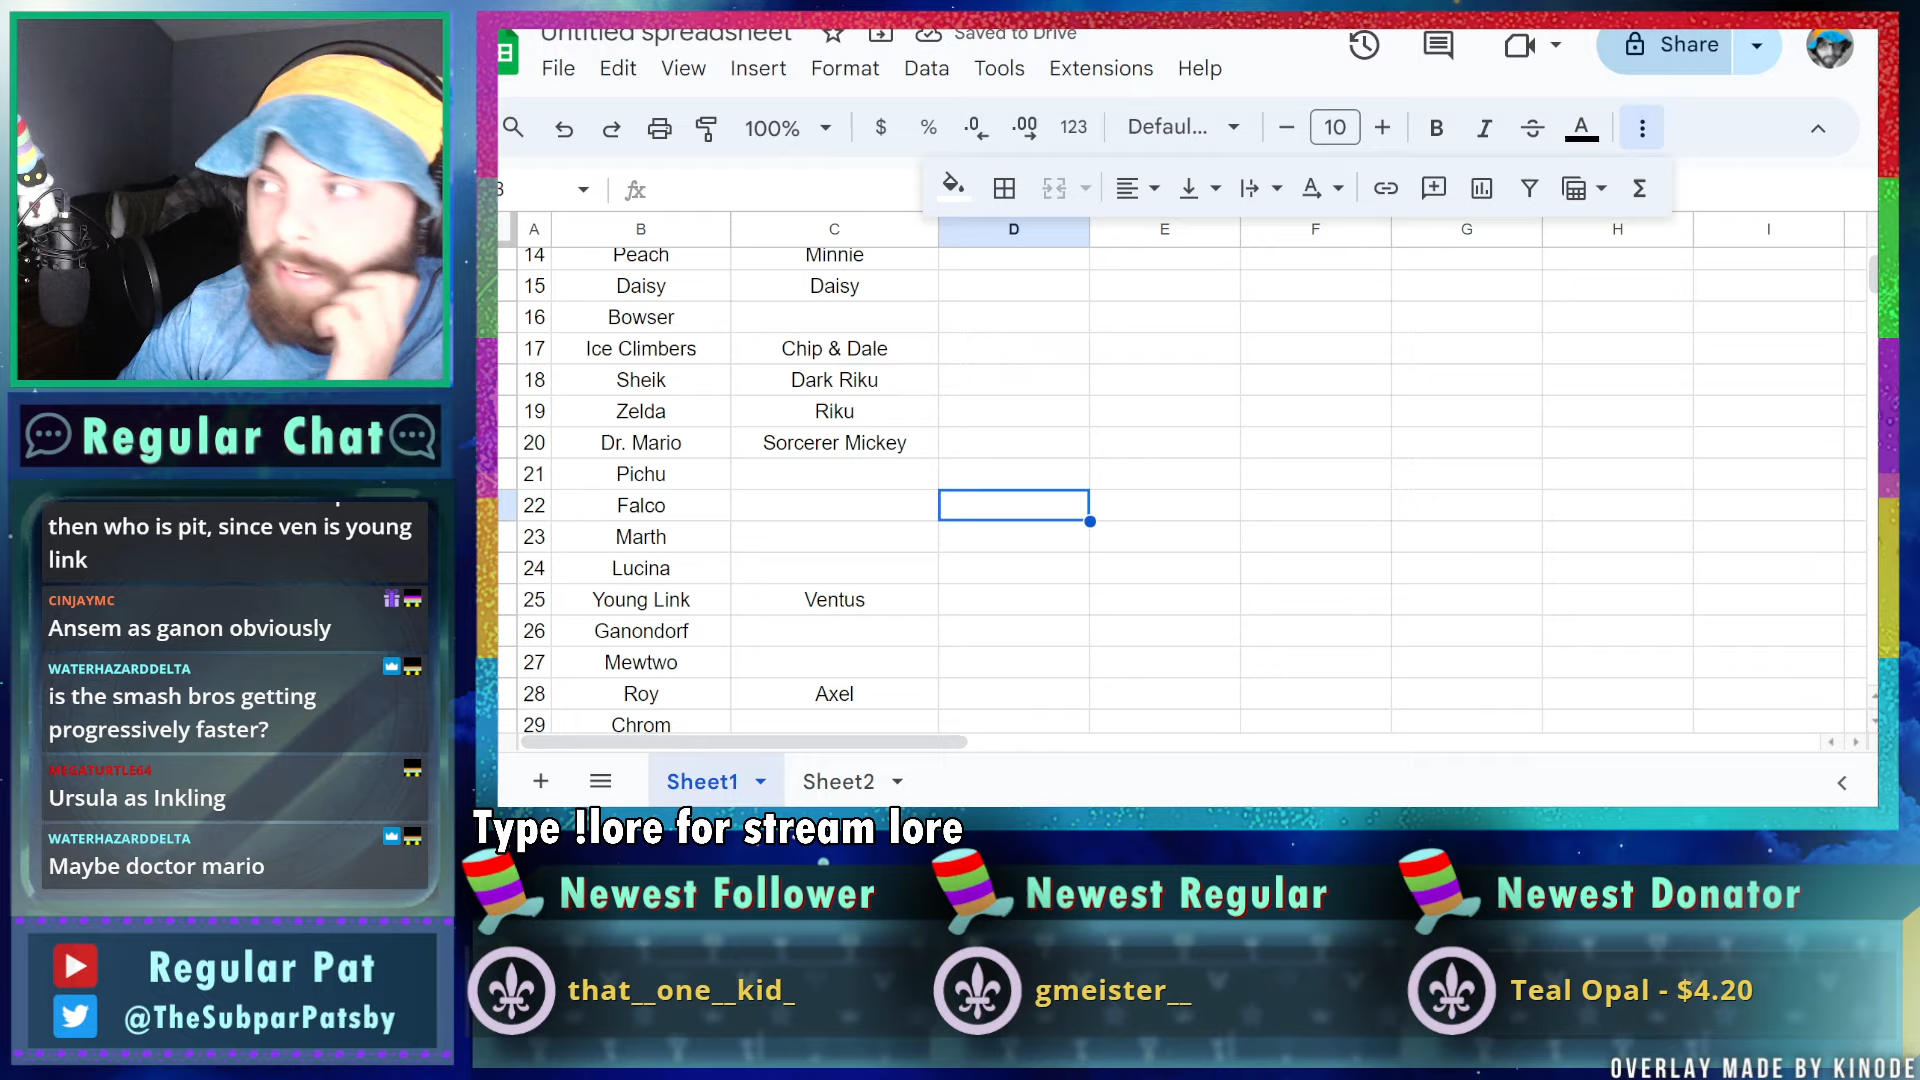 Untitled spreadsheet
Saved to Drive
File Edit View Insert Format Data Tools Extensions Help
Share
100% $ % .0 .00 123 Defaul... 10 B I S A
fx
A B C D E F G H I
14 Peach Minnie
15 Daisy Daisy
16 Bowser
17 Ice Climbers Chip & Dale
18 Sheik Dark Riku
19 Zelda Riku
20 Dr. Mario Sorcerer Mickey
21 Pichu
22 Falco
23 Marth
24 Lucina
25 Young Link Ventus
26 Ganondorf
27 Mewtwo
28 Roy Axel
29 Chrom
Sheet1 Sheet2
Regular Chat
then who is pit, since ven is young
link
CINJAYMC
Ansem as ganon obviously
WATERHAZARDDELTA
is the smash bros getting
progressively faster?
MEGATURTLE64
Ursula as Inkling
WATERHAZARDDELTA
Maybe doctor mario
Regular Pat
@TheSubparPatsby
Type !lore for stream lore
Newest Follower
that__one__kid_
Newest Regular
gmeister__
Newest Donator
Teal Opal - $4.20
OVERLAY MADE BY KINODE